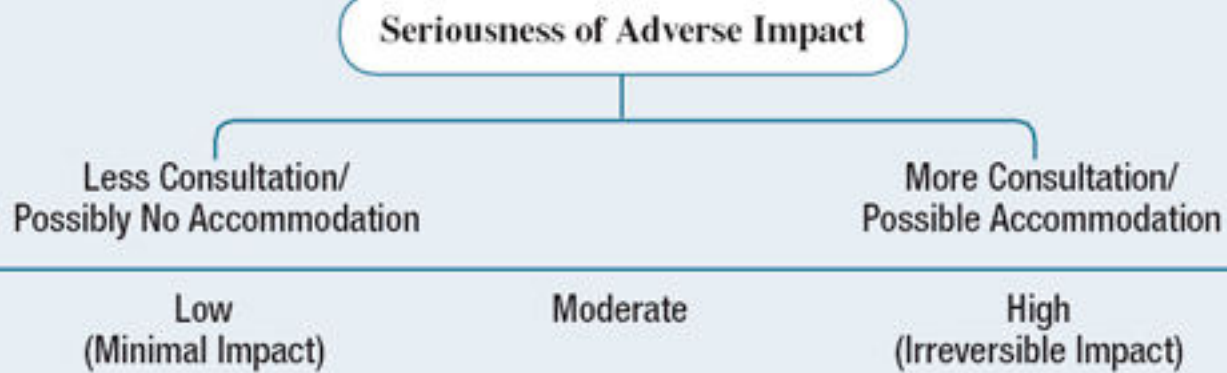 Seriousness of Adverse Impact
Less Consultation/
Possibly No Accommodation
More Consultation/
Possible Accommodation
Low
(Minimal Impact)
Moderate
High
(Irreversible Impact)